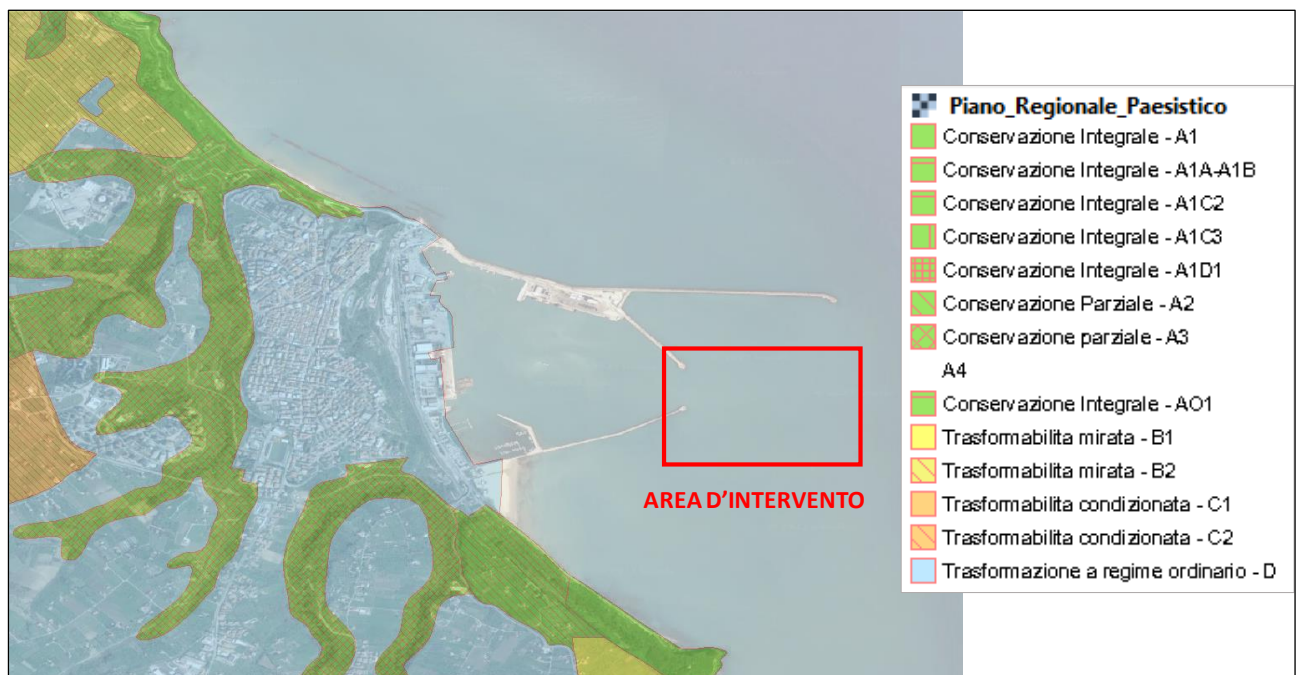 Piano_Regionale_Paesistico
Conservazione Integrale - A1
Conservazione Integrale - A1A-A1B
Conservazione Integrale - A1C2
Conservazione Integrale - A1C3
Conservazione Integrale - A1D1
Conservazione Parziale - A2
Conservazione parziale - A3
A4
Conservazione Integrale - AO1
Trasformabilita mirata - B1
Trasformabilita mirata - B2
Trasformabilita condizionata - C1
Trasformabilita condizionata - C2
Trasformazione a regime ordinario - D
AREA D'INTERVENTO